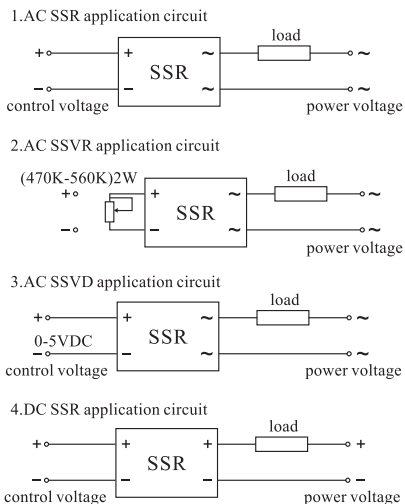 1.AC SSR application circuit
load
+ + ~ ~
SSR
− − ~ ~
control voltage power voltage
2.AC SSVR application circuit
(470K-560K)2W load
+ + ~ ~
SSR
− − ~ ~
power voltage
3.AC SSVD application circuit
load
+ + ~ ~
0-5VDC SSR
− − ~ ~
control voltage power voltage
4.DC SSR application circuit
load
+ + + +
SSR
− − − −
control voltage power voltage